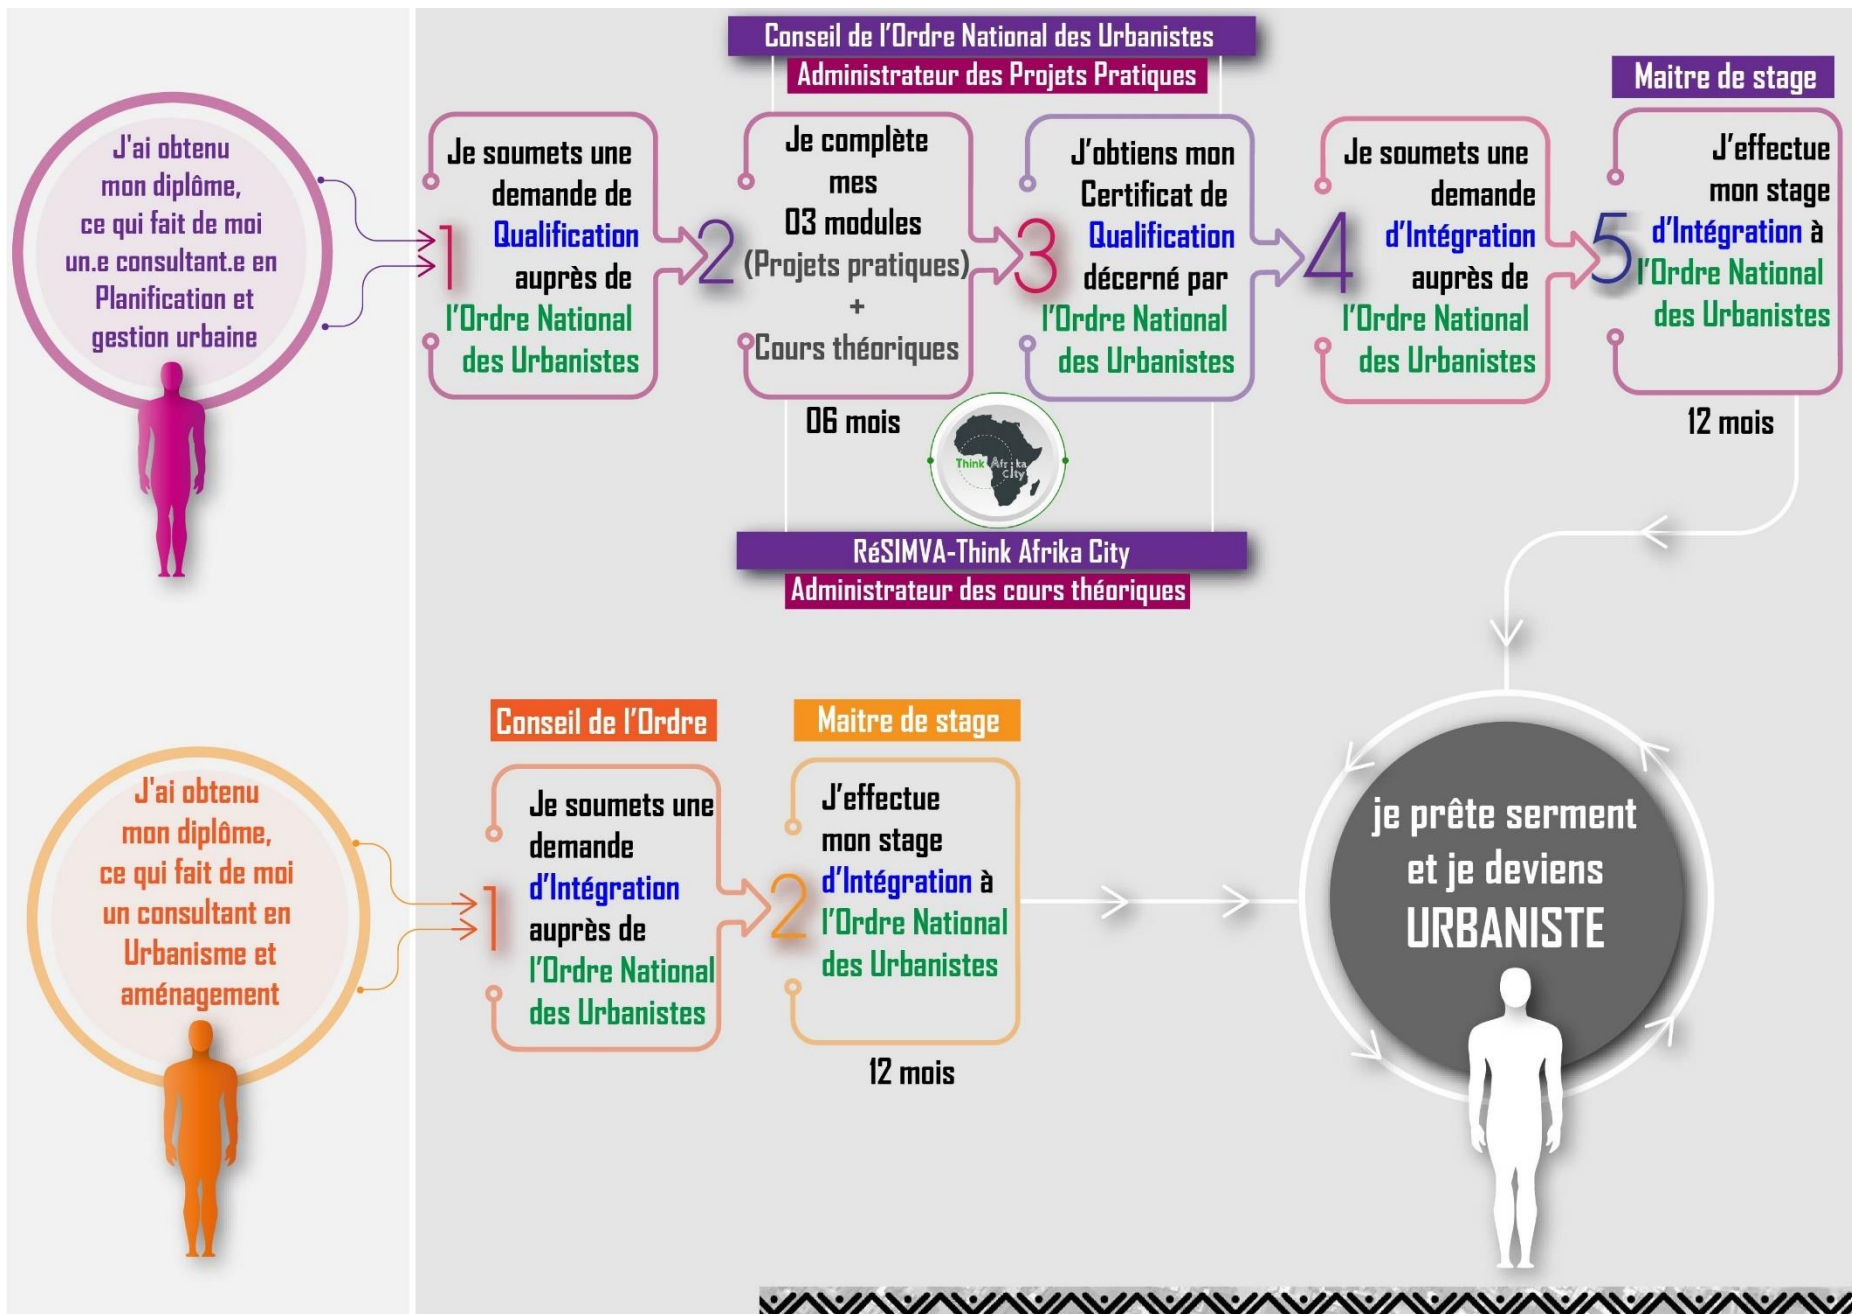 Conseil de l'Ordre National des Urbanistes
Administrateur des Projets Pratiques
Maitre de stage
J'ai obtenu
mon diplôme,
ce qui fait de moi
un.e consultant.e en
Planification et
gestion urbaine
1
Je soumets une
demande de
Qualification
auprès de
l'Ordre National
des Urbanistes
2
Je complète
mes
03 modules
(Projets pratiques)
+
Cours théoriques
06 mois
3
J'obtiens mon
Certificat de
Qualification
décerné par
l'Ordre National
des Urbanistes
4
Je soumets une
demande
d'Intégration
auprès de
l'Ordre National
des Urbanistes
5
J'effectue
mon stage
d'Intégration à
l'Ordre National
des Urbanistes
12 mois
Think Afrika
City
RéSIMVA-Think Afrika City
Administrateur des cours théoriques
Conseil de l'Ordre
Maitre de stage
J'ai obtenu
mon diplôme,
ce qui fait de moi
un consultant en
Urbanisme et
aménagement
1
Je soumets une
demande
d'Intégration
auprès de
l'Ordre National
des Urbanistes
2
J'effectue
mon stage
d'Intégration à
l'Ordre National
des Urbanistes
12 mois
je prête serment
et je deviens
URBANISTE